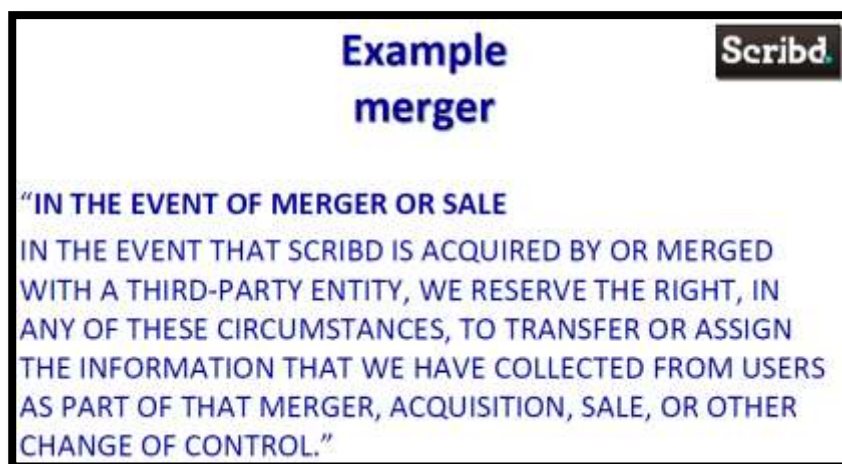 Example
merger
Scribd.
“IN THE EVENT OF MERGER OR SALE
IN THE EVENT THAT SCRIBD IS ACQUIRED BY OR MERGED
WITH A THIRD-PARTY ENTITY, WE RESERVE THE RIGHT, IN
ANY OF THESE CIRCUMSTANCES, TO TRANSFER OR ASSIGN
THE INFORMATION THAT WE HAVE COLLECTED FROM USERS
AS PART OF THAT MERGER, ACQUISITION, SALE, OR OTHER
CHANGE OF CONTROL.”